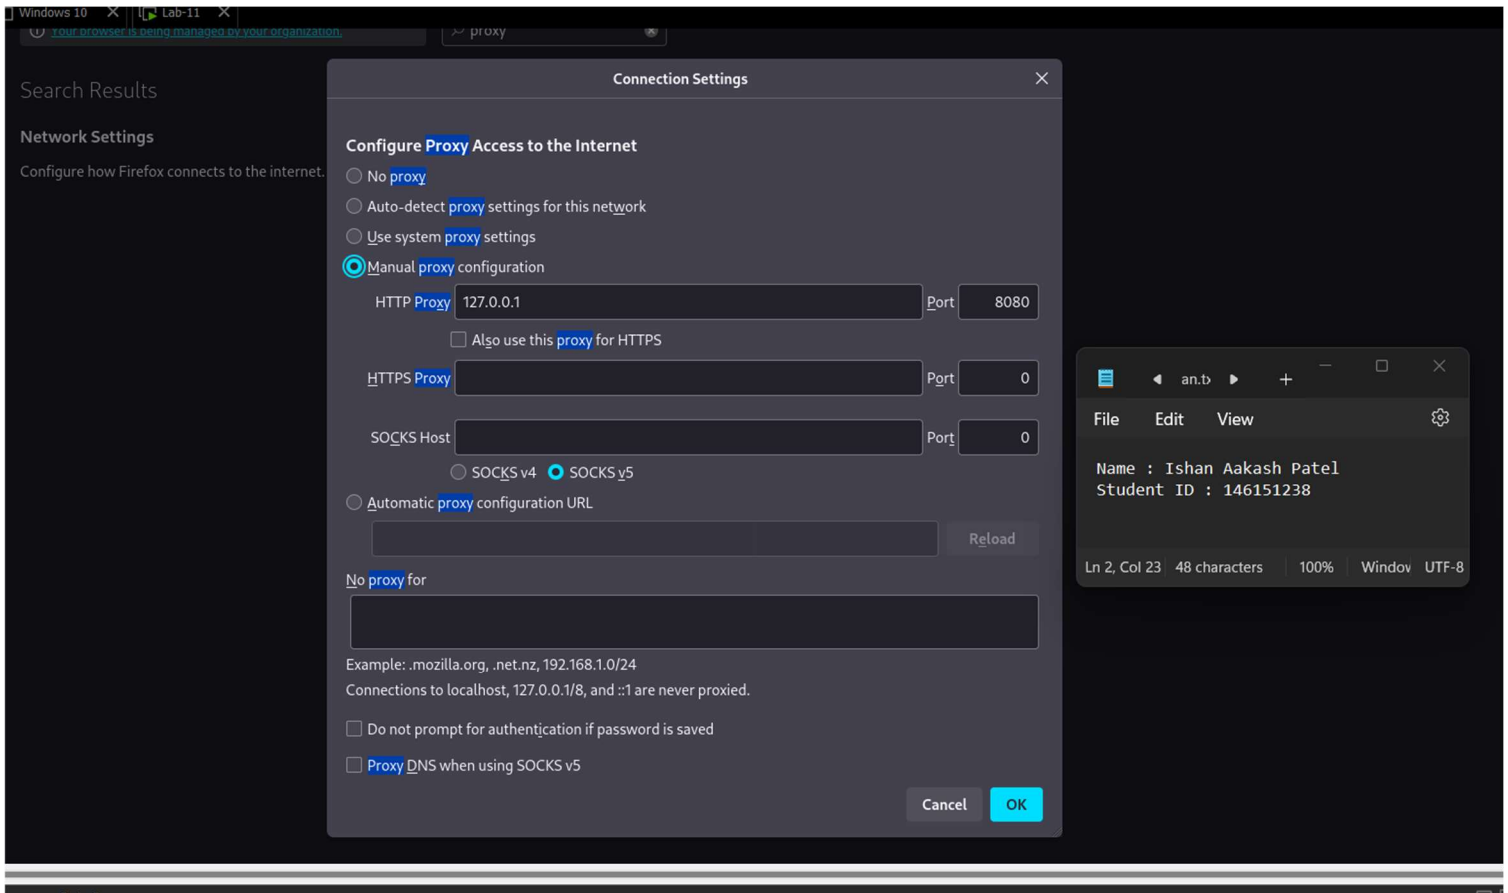 Windows 10
Lab-11
Your browser is being managed by your organization.
proxy
Search Results
Network Settings
Configure how Firefox connects to the internet.
Connection Settings
Configure Proxy Access to the Internet
No proxy
Auto-detect proxy settings for this network
Use system proxy settings
Manual proxy configuration
HTTP Proxy 127.0.0.1 Port 8080
Also use this proxy for HTTPS
HTTPS Proxy Port 0
SOCKS Host Port 0
SOCKS v4 SOCKS v5
Automatic proxy configuration URL
Reload
No proxy for
Example: .mozilla.org, .net.nz, 192.168.1.0/24
Connections to localhost, 127.0.0.1/8, and ::1 are never proxied.
Do not prompt for authentication if password is saved
Proxy DNS when using SOCKS v5
Cancel OK
File Edit View
Name : Ishan Aakash Patel
Student ID : 146151238
Ln 2, Col 23 48 characters 100% UTF-8